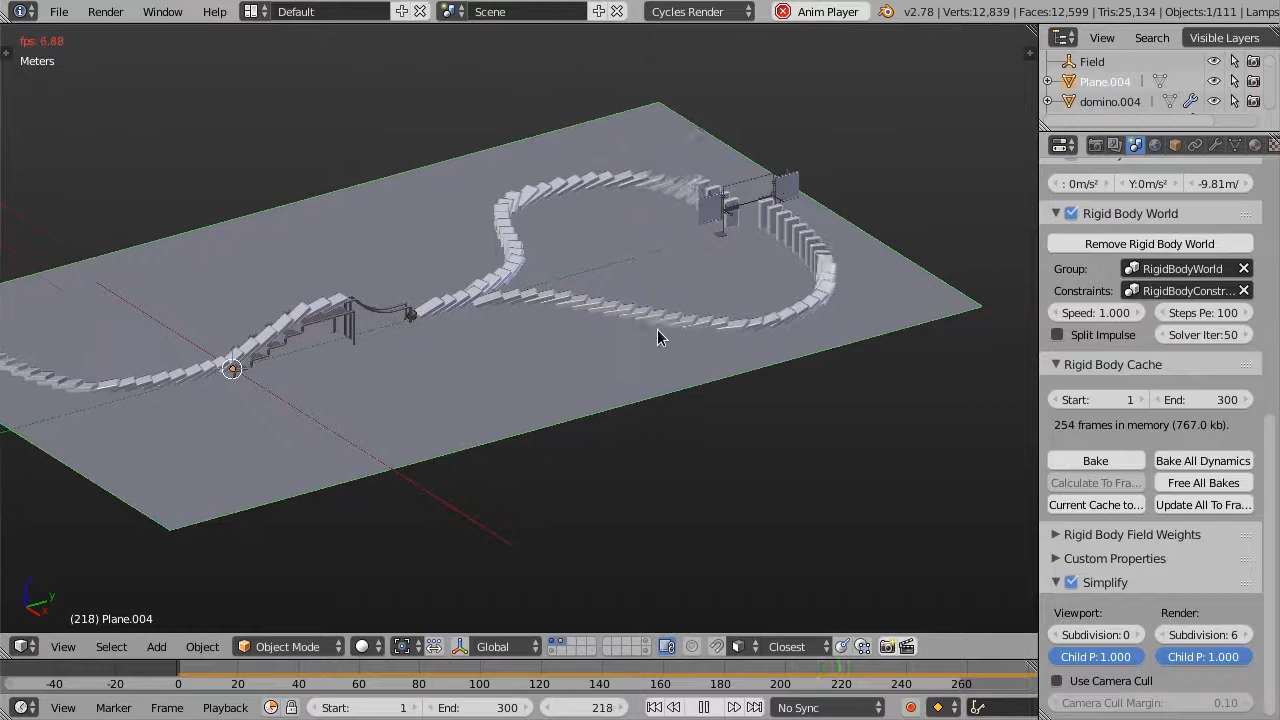 File Render Window Help Default Scene Cycles Render Anim Player v2.78 | Verts:12,839 | Faces:12,599 | Tris:25,134 | Objects:1/111 | Lamps
fps: 6.88
Meters
View Search Visible Layers
Field
Plane.004
domino.004
: 0m/s² Y:0m/s² -9.81m/
Rigid Body World
Remove Rigid Body World
Group: RigidBodyWorld
Constraints: RigidBodyConstr...
Speed: 1.000 Steps Pe: 100
Split Impulse Solver Iter:50
Rigid Body Cache
Start: 1 End: 300
254 frames in memory (767.0 kb).
Bake Bake All Dynamics
Calculate To Fra... Free All Bakes
Current Cache to... Update All To Fra...
Rigid Body Field Weights
Custom Properties
Simplify
Viewport: Render:
Subdivision: 0 Subdivision: 6
Child P: 1.000 Child P: 1.000
Use Camera Cull
Camera Cull Margin: 0.10
z
y
x
(218) Plane.004
View Select Add Object Object Mode Global Closest
-40 -20 0 20 40 60 80 100 120 140 160 180 200 220 240 260
View Marker Frame Playback Start: 1 End: 300 218 No Sync